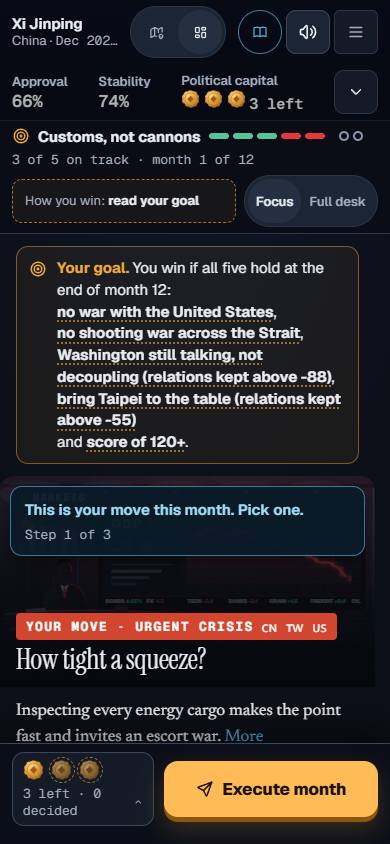 Xi Jinping
China · Dec 202…
Approval
66%
Stability
74%
Political capital
3 left
Customs, not cannons
3 of 5 on track · month 1 of 12
How you win: read your goal
Focus
Full desk
Your goal. You win if all five hold at the
end of month 12:
no war with the United States,
no shooting war across the Strait,
Washington still talking, not
decoupling (relations kept above -88),
bring Taipei to the table (relations kept
above -55)
and score of 120+.
This is your move this month. Pick one.
Step 1 of 3
YOUR MOVE · URGENT CRISIS CN TW US
How tight a squeeze?
Inspecting every energy cargo makes the point
fast and invites an escort war. More
3 left · 0
decided
Execute month